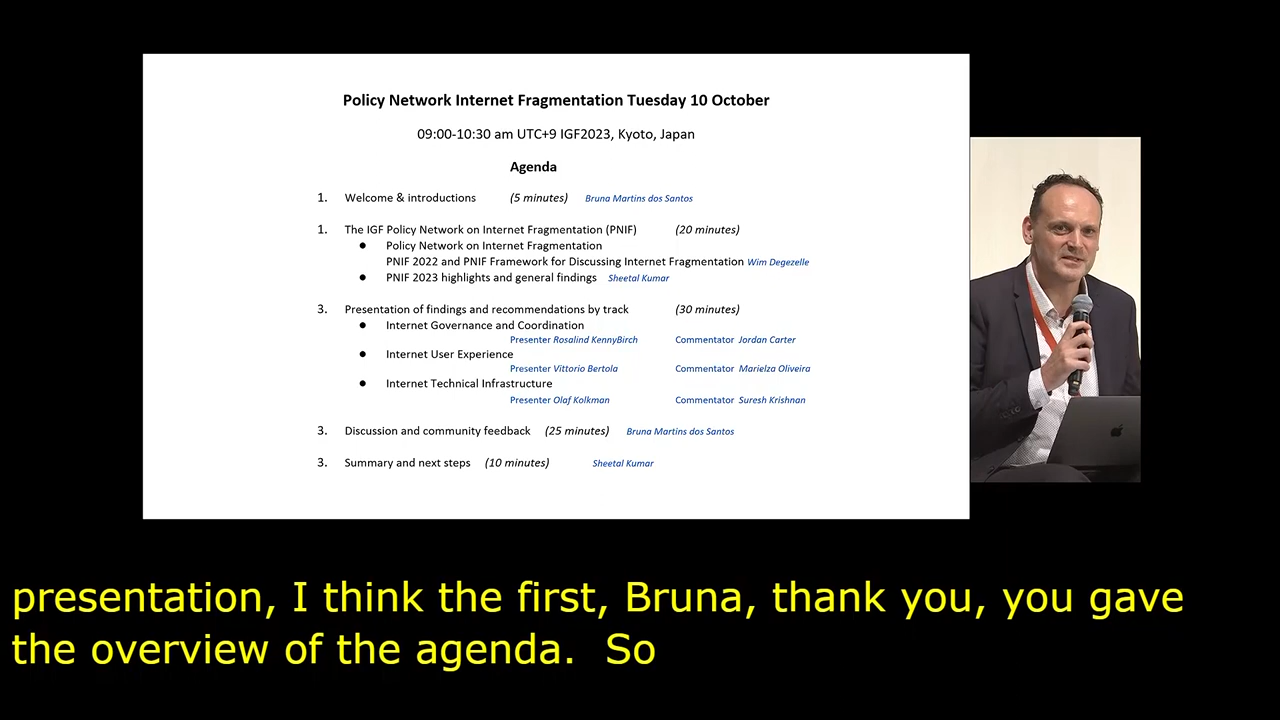 Policy Network Internet Fragmentation Tuesday 10 October
09:00-10:30 am UTC+9 IGF2023, Kyoto, Japan
Agenda
1. Welcome & introductions (5 minutes) Bruna Martins dos Santos
1. The IGF Policy Network on Internet Fragmentation (PNIF) (20 minutes)
● Policy Network on Internet Fragmentation
PNIF 2022 and PNIF Framework for Discussing Internet Fragmentation Wim Degezelle
● PNIF 2023 highlights and general findings Sheetal Kumar
3. Presentation of findings and recommendations by track (30 minutes)
● Internet Governance and Coordination
Presenter Rosalind KennyBirch Commentator Jordan Carter
● Internet User Experience
Presenter Vittorio Bertola Commentator Marielza Oliveira
● Internet Technical Infrastructure
Presenter Olaf Kolkman Commentator Suresh Krishnan
3. Discussion and community feedback (25 minutes) Bruna Martins dos Santos
3. Summary and next steps (10 minutes) Sheetal Kumar
presentation, I think the first, Bruna, thank you, you gave
the overview of the agenda. So